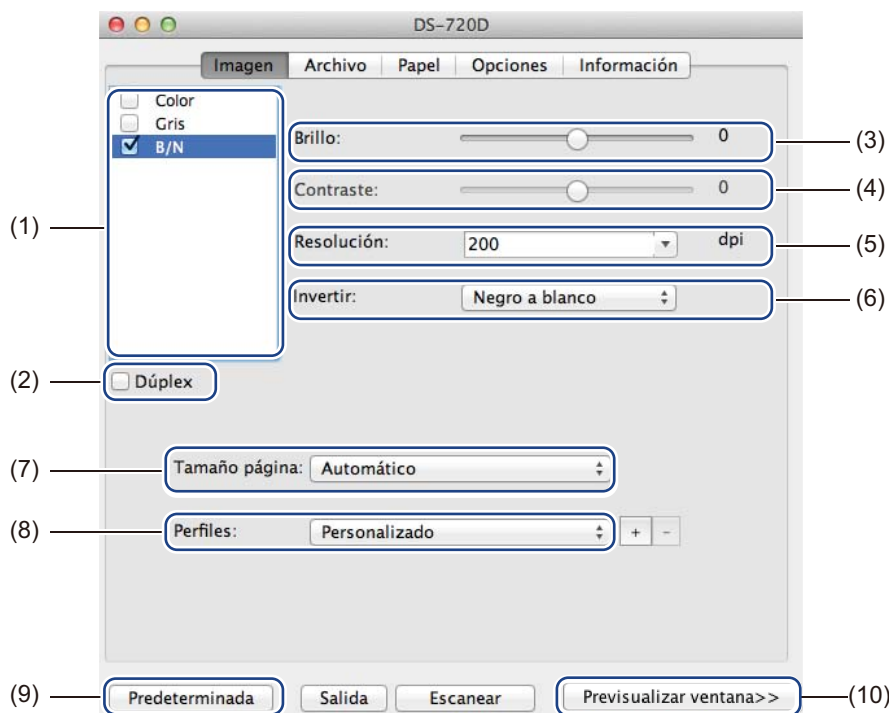 DS-720D
Imagen Archivo Papel Opciones Información
Color
Gris
B/N
Brillo: 0
(3)
Contraste: 0
(4)
(1)
Resolución: 200 dpi
(5)
Invertir: Negro a blanco
(6)
(2)
Dúplex
(7)
Tamaño página: Automático
(8)
Perfiles: Personalizado + -
(9)
Predeterminada Salida Escanear Previsualizar ventana>>
(10)